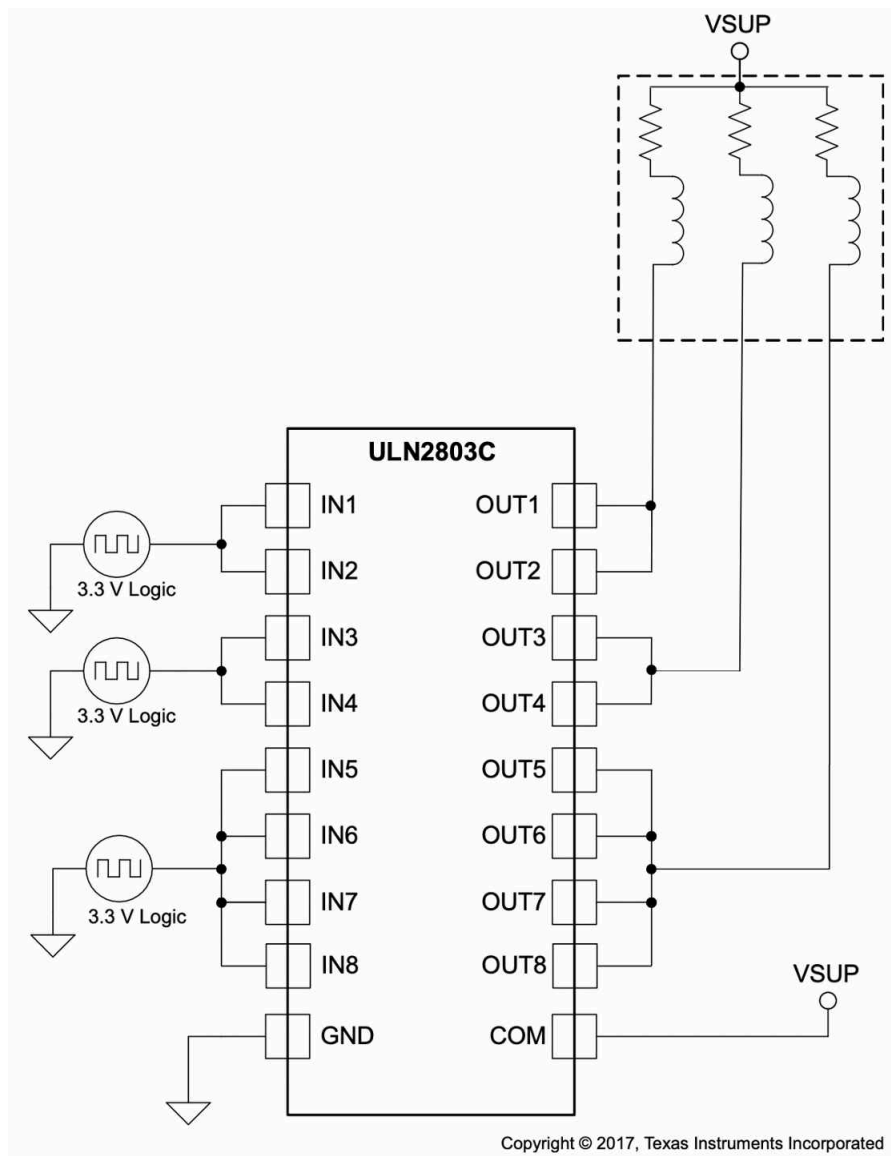 VSUP
ULN2803C
IN1 OUT1
3.3 V Logic
IN2 OUT2
IN3 OUT3
3.3 V Logic
IN4 OUT4
IN5 OUT5
IN6 OUT6
3.3 V Logic
IN7 OUT7
IN8 OUT8
VSUP
GND COM
Copyright © 2017, Texas Instruments Incorporated